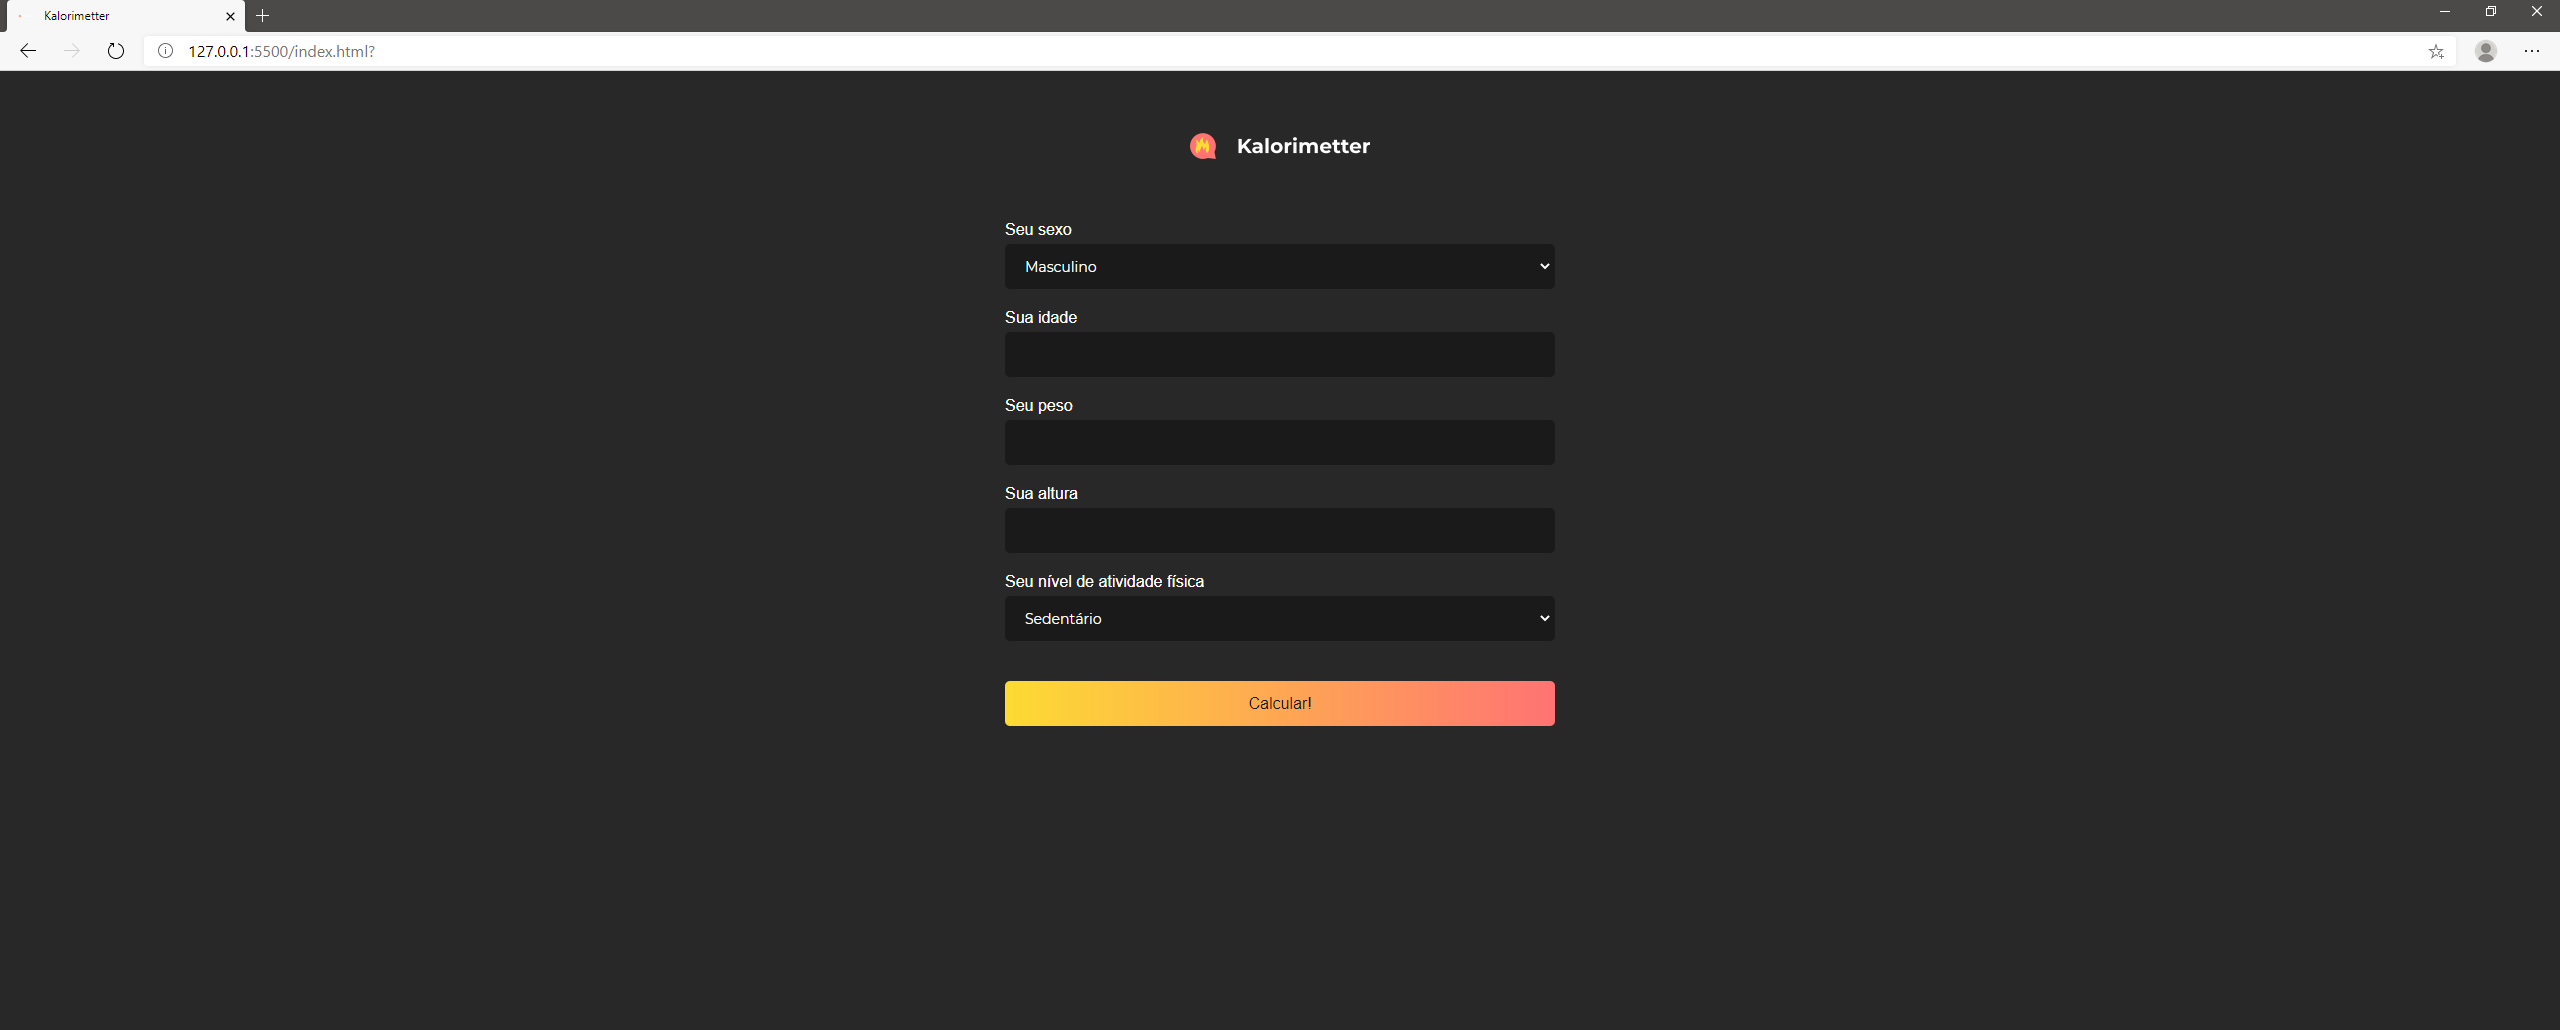 Kalorimetter
127.0.0.1:5500/index.html?
Kalorimetter
Seu sexo
Masculino
Sua idade
Seu peso
Sua altura
Seu nível de atividade física
Sedentário
Calcular!